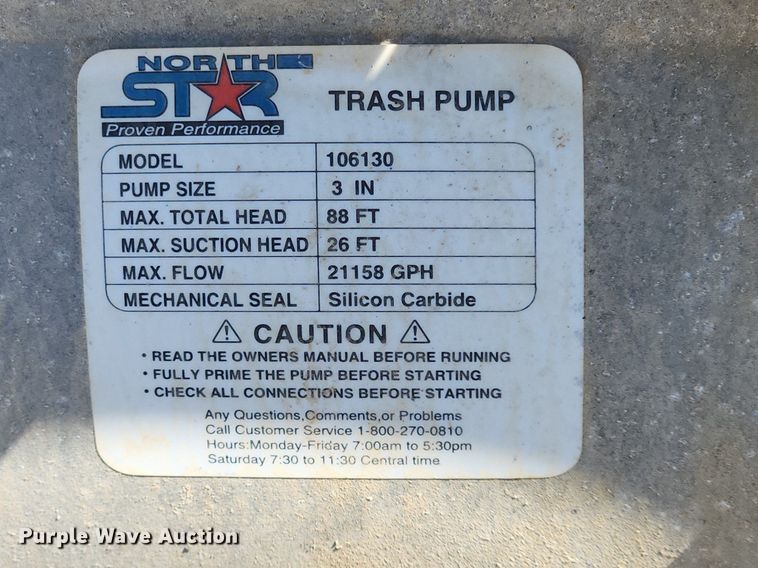 NORTH
STAR
Proven Performance
TRASH PUMP
MODEL 106130
PUMP SIZE 3 IN
MAX. TOTAL HEAD 88 FT
MAX. SUCTION HEAD 26 FT
MAX. FLOW 21158 GPH
MECHANICAL SEAL Silicon Carbide
⚠ CAUTION ⚠
• READ THE OWNERS MANUAL BEFORE RUNNING
• FULLY PRIME THE PUMP BEFORE STARTING
• CHECK ALL CONNECTIONS BEFORE STARTING
Any Questions,Comments,or Problems
Call Customer Service 1-800-270-0810
Hours:Monday-Friday 7:00am to 5:30pm
Saturday 7:30 to 11:30 Central time
Purple Wave Auction